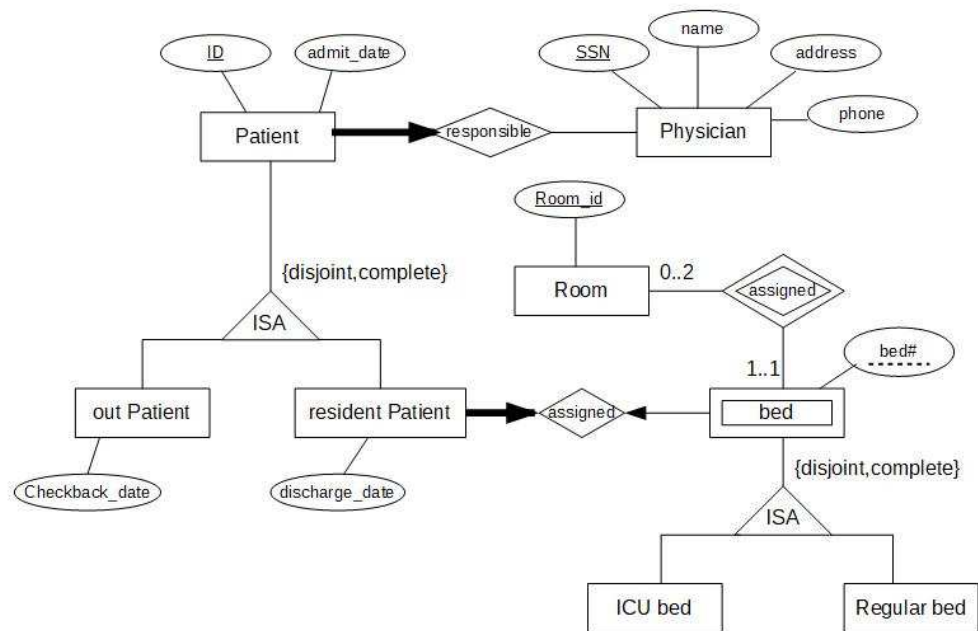 name
ID
admit_date
SSN
address
phone
Patient
responsible
Physician
Room_id
{disjoint,complete}
0..2
Room
assigned
ISA
bed#
1..1
out Patient
resident Patient
assigned
bed
{disjoint,complete}
Checkback_date
discharge_date
ISA
ICU bed
Regular bed